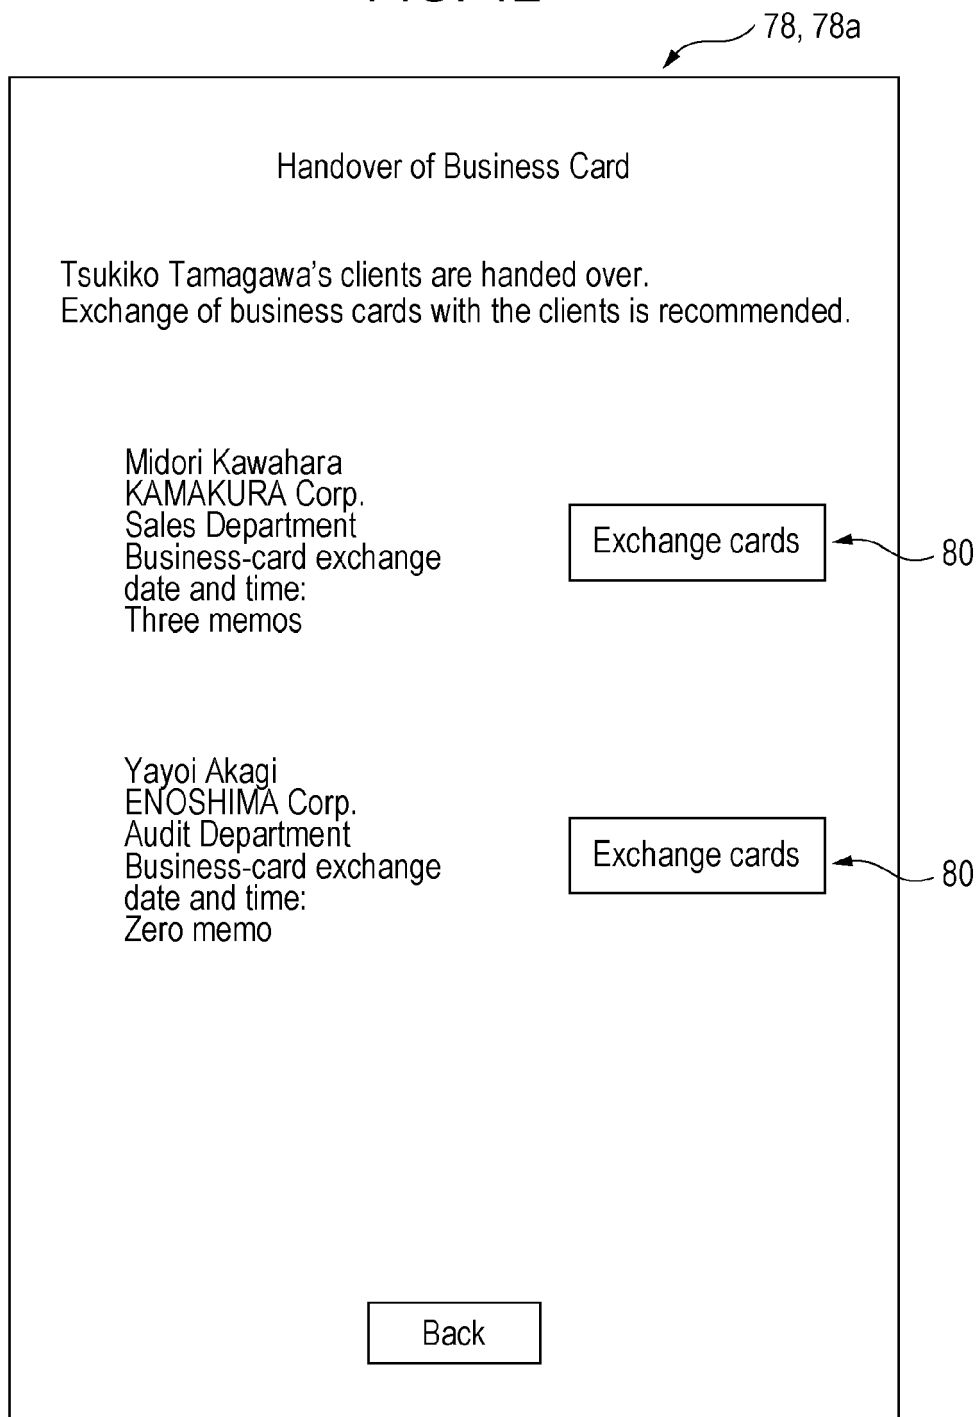 78, 78a
Handover of Business Card
Tsukiko Tamagawa's clients are handed over.
Exchange of business cards with the clients is recommended.
Midori Kawahara
KAMAKURA Corp.
Sales Department
Business-card exchange
date and time:
Three memos
Exchange cards
80
Yayoi Akagi
ENOSHIMA Corp.
Audit Department
Business-card exchange
date and time:
Zero memo
Exchange cards
80
Back